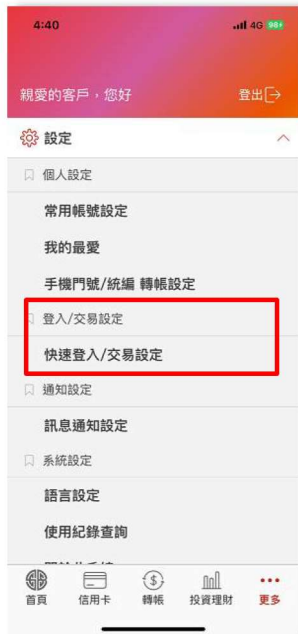 4:40
4G 98
親愛的客戶，您好
登出
設定
個人設定
常用帳號設定
我的最愛
手機門號/統編 轉帳設定
登入/交易設定
快速登入/交易設定
通知設定
訊息通知設定
系統設定
語言設定
使用紀錄查詢
首頁 信用卡 轉帳 投資理財 更多